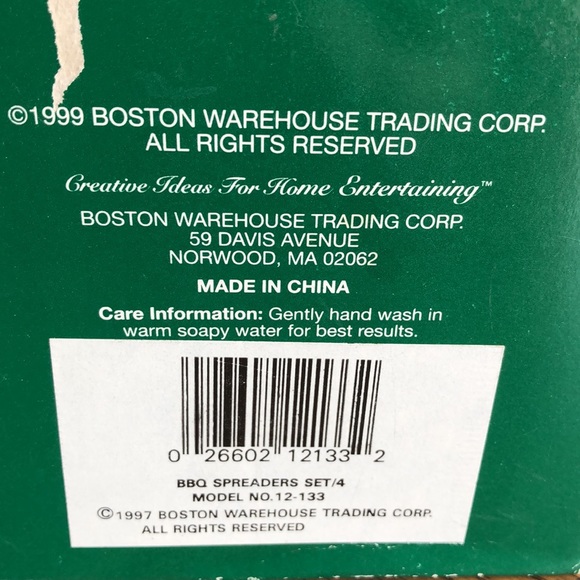 ©1999 BOSTON WAREHOUSE TRADING CORP.
ALL RIGHTS RESERVED
Creative Ideas For Home Entertaining™
BOSTON WAREHOUSE TRADING CORP.
59 DAVIS AVENUE
NORWOOD, MA 02062
MADE IN CHINA
Care Information: Gently hand wash in
warm soapy water for best results.
0 26602 12133 2
BBQ SPREADERS SET/4
MODEL NO.12-133
©1997 BOSTON WAREHOUSE TRADING CORP.
ALL RIGHTS RESERVED